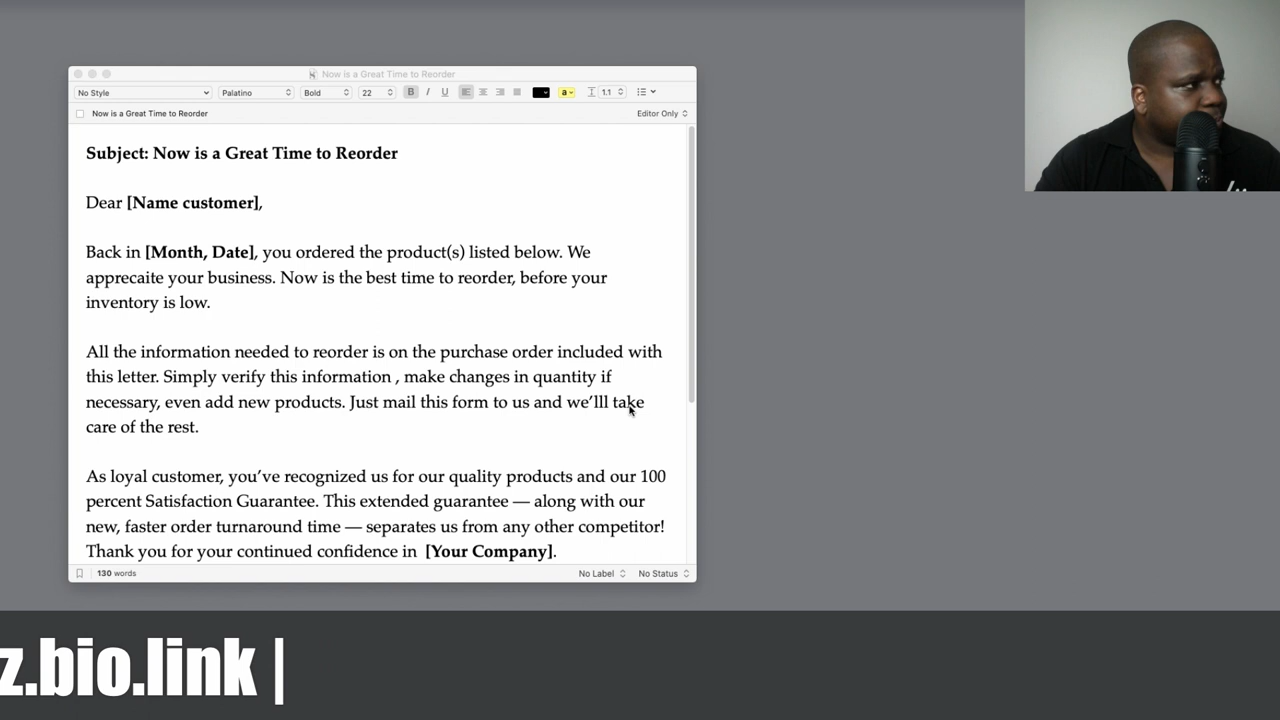 Now is a Great Time to Reorder
No Style Palatino Bold 22 B I U a 1.1
Now is a Great Time to Reorder Editor Only
Subject: Now is a Great Time to Reorder
Dear [Name customer],
Back in [Month, Date], you ordered the product(s) listed below. We
apprecaite your business. Now is the best time to reorder, before your
inventory is low.
All the information needed to reorder is on the purchase order included with
this letter. Simply verify this information , make changes in quantity if
necessary, even add new products. Just mail this form to us and we’lll take
care of the rest.
As loyal customer, you’ve recognized us for our quality products and our 100
percent Satisfaction Guarantee. This extended guarantee — along with our
new, faster order turnaround time — separates us from any other competitor!
Thank you for your continued confidence in [Your Company].
130 words No Label No Status
z.bio.link |